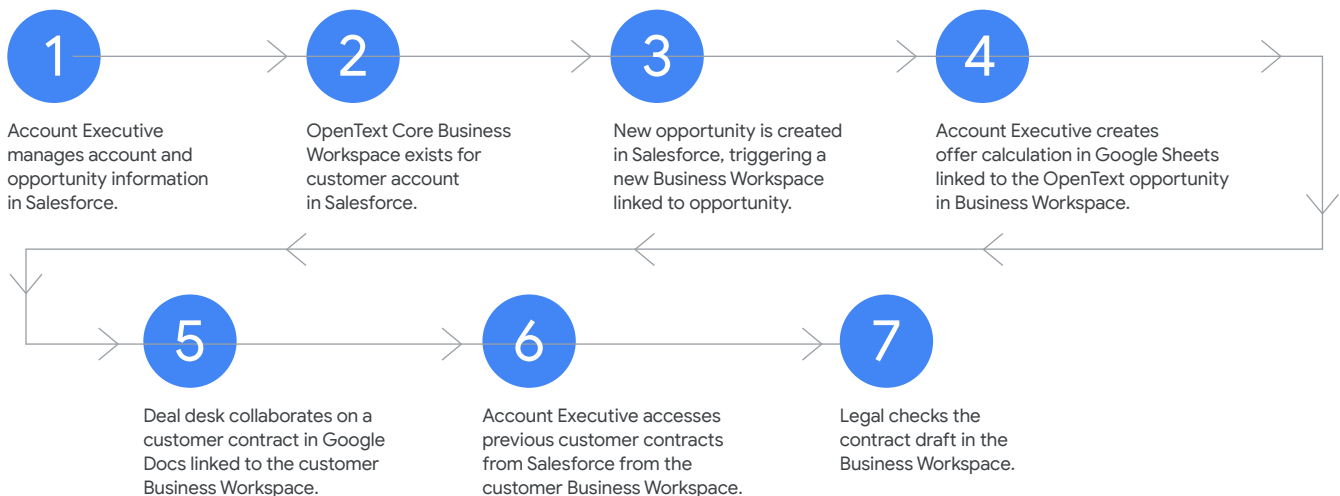 1
Account Executive
manages account and
opportunity information
in Salesforce.
2
OpenText Core Business
Workspace exists for
customer account
in Salesforce.
3
New opportunity is created
in Salesforce, triggering a
new Business Workspace
linked to opportunity.
4
Account Executive creates
offer calculation in Google Sheets
linked to the OpenText opportunity
in Business Workspace.
5
Deal desk collaborates on a
customer contract in Google
Docs linked to the customer
Business Workspace.
6
Account Executive accesses
previous customer contracts
from Salesforce from the
customer Business Workspace.
7
Legal checks the
contract draft in the
Business Workspace.